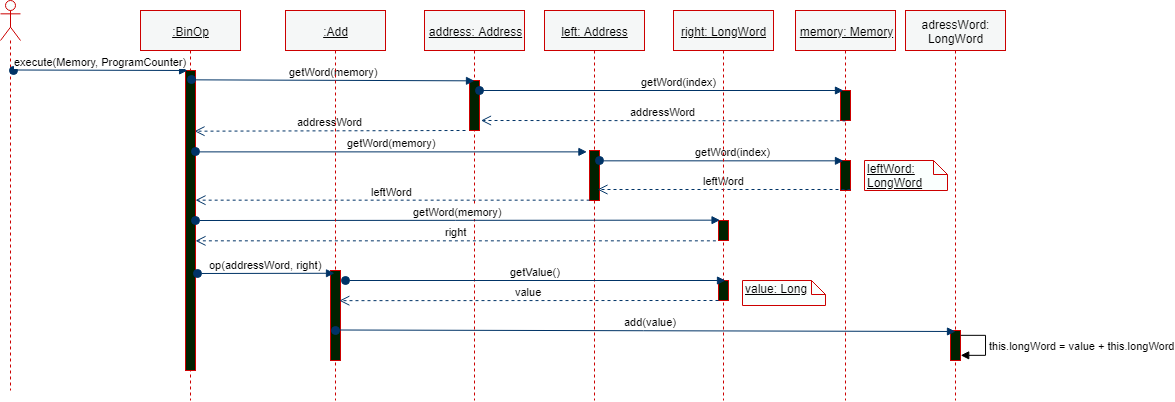 :BinOp
:Add
address: Address
left: Address
right: LongWord
memory: Memory
adressWord:
LongWord
execute(Memory, ProgramCounter)
getWord(memory)
getWord(index)
addressWord
addressWord
getWord(memory)
getWord(index)
leftWord:
LongWord
leftWord
leftWord
getWord(memory)
right
op(addressWord, right)
getValue()
value: Long
value
add(value)
this.longWord = value + this.longWord